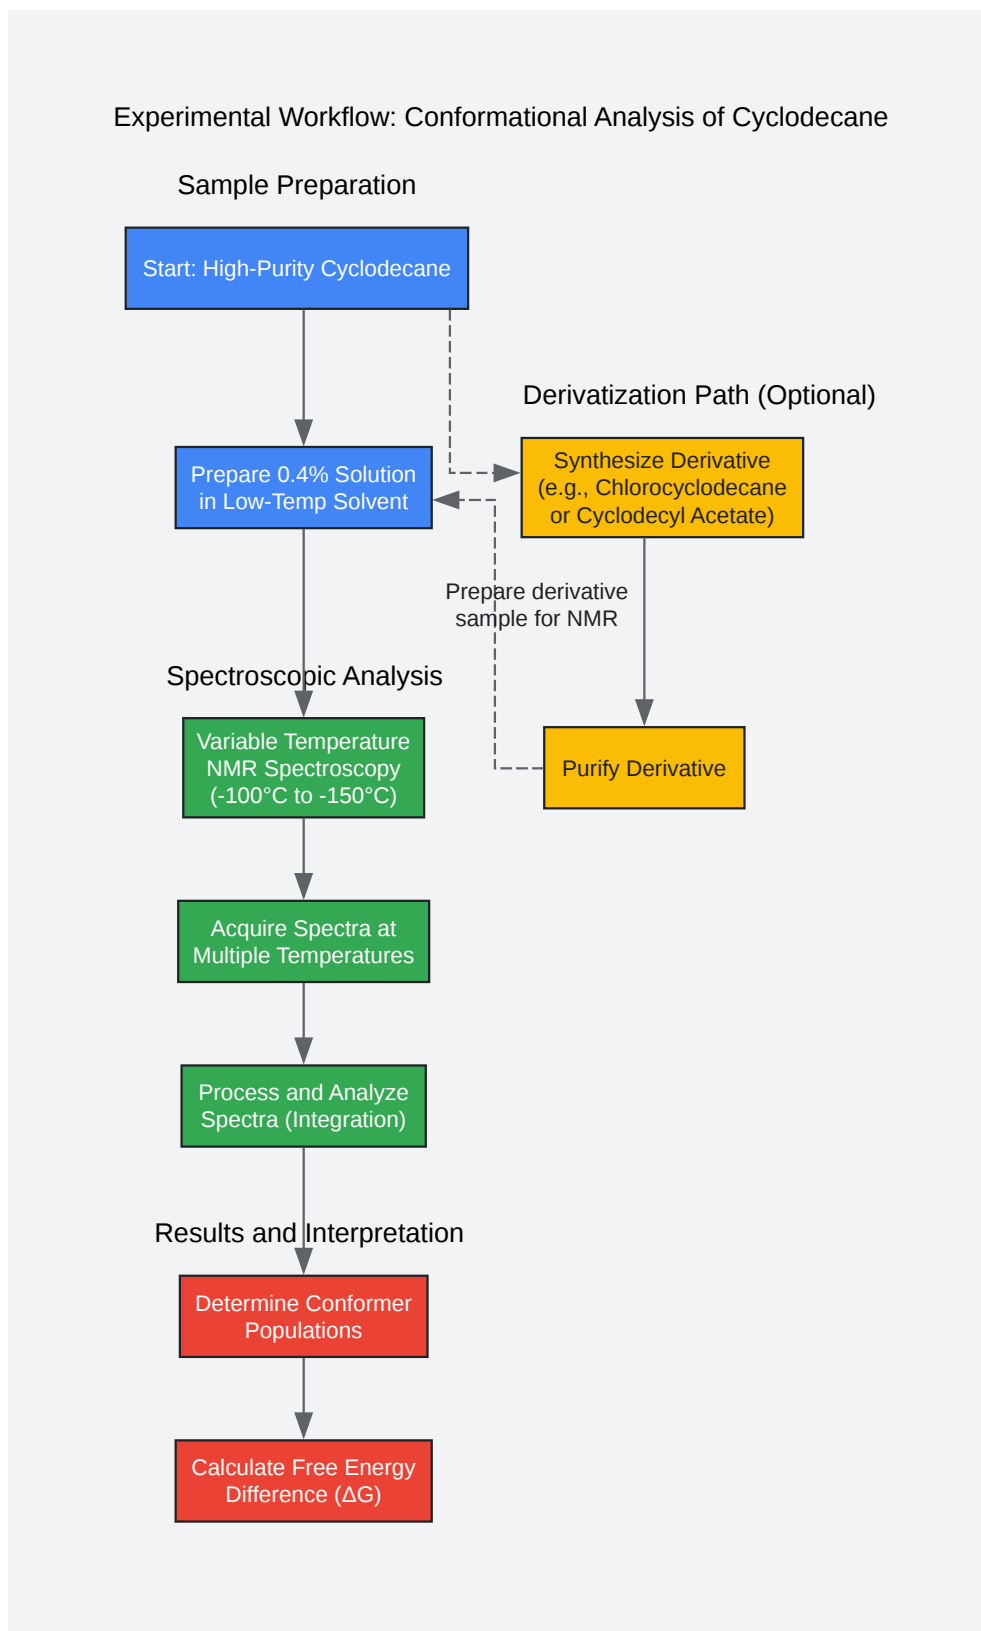 Experimental Workflow: Conformational Analysis of Cyclodecane
Sample Preparation
Start: High-Purity Cyclodecane
Derivatization Path (Optional)
Prepare 0.4% Solution
in Low-Temp Solvent
Synthesize Derivative
(e.g., Chlorocyclodecane
or Cyclodecyl Acetate)
Prepare derivative
sample for NMR
Spectroscopic Analysis
Variable Temperature
NMR Spectroscopy
(-100°C to -150°C)
Purify Derivative
Acquire Spectra at
Multiple Temperatures
Process and Analyze
Spectra (Integration)
Results and Interpretation
Determine Conformer
Populations
Calculate Free Energy
Difference (ΔG)